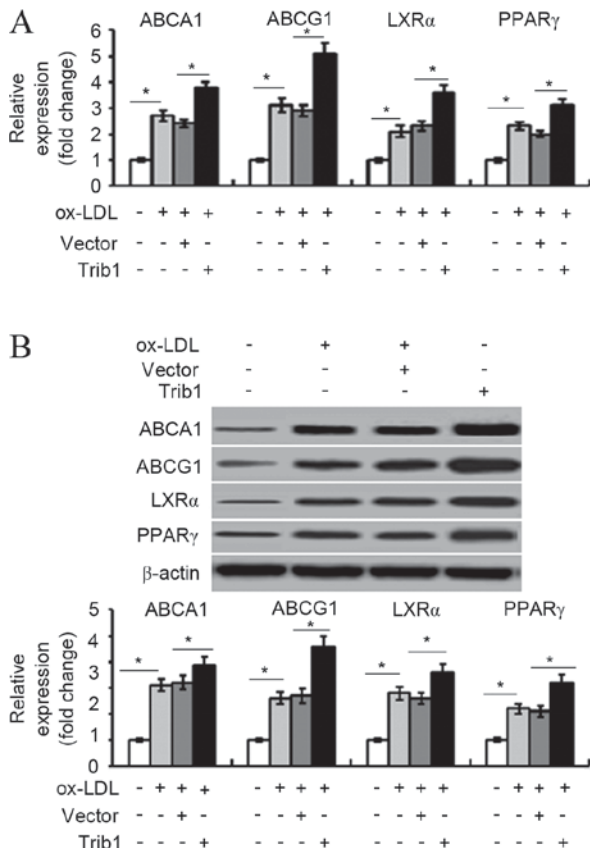 A
ABCA1 ABCG1 LXRα PPARγ
Relative expression (fold change)
6
5
4
3
2
1
0
* * * * * * * *
ox-LDL - + + + - + + + - + + + - + + +
Vector - - + - - - + - - - + - - - + -
Trib1 - - - + - - - + - - - + - - - +
B
ox-LDL - + + -
Vector - - + -
Trib1 - - - +
ABCA1
ABCG1
LXRα
PPARγ
β-actin
ABCA1 ABCG1 LXRα PPARγ
Relative expression (fold change)
5
4
3
2
1
0
* * * * * * * *
ox-LDL - + + + - + + + - + + + - + + +
Vector - - + - - - + - - - + - - - + -
Trib1 - - - + - - - + - - - + - - - +